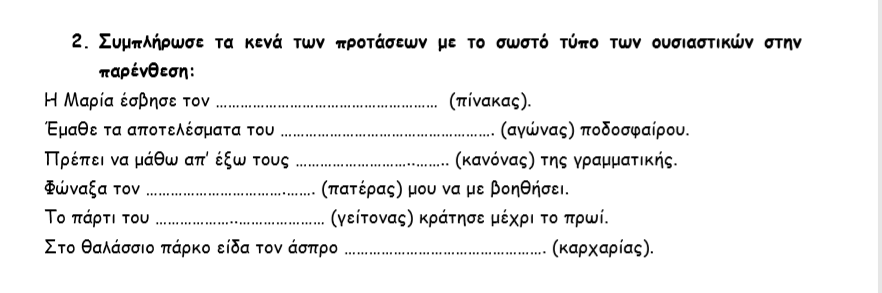 2. Συμπλήρωσε τα κενά των προτάσεων με το σωστό τύπο των ουσιαστικών στην
παρένθεση:
Η Μαρία έσβησε τον ……………………………………………… (πίνακας).
Έμαθε τα αποτελέσματα του ……………………………………………. (αγώνας) ποδοσφαίρου.
Πρέπει να μάθω απ' έξω τους ………………………..…….. (κανόνας) της γραμματικής.
Φώναξα τον …………………………….……. (πατέρας) μου να με βοηθήσει.
Το πάρτι του ………………..………………… (γείτονας) κράτησε μέχρι το πρωί.
Στο θαλάσσιο πάρκο είδα τον άσπρο …………………………………………. (καρχαρίας).